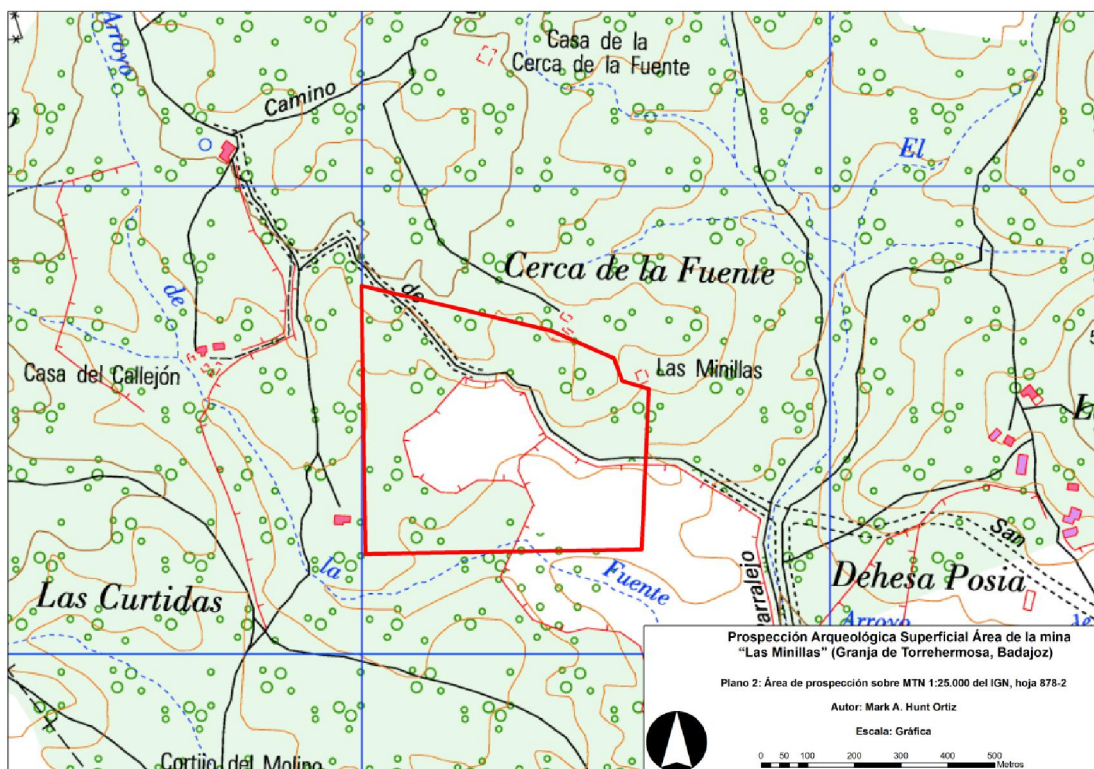 Arroyo
Casa de la
Cerca de la Fuente
Camino
El
de
Cerca de la Fuente
de
Casa del Callejón
Las Minillas
San
la
Fuente
Dehesa Posia
Las Curtidas
arralejo
Arroyo
Cortijo del Molino
Prospección Arqueológica Superficial Área de la mina
“Las Minillas” (Granja de Torrehermosa, Badajoz)
Plano 2: Área de prospección sobre MTN 1:25.000 del IGN, hoja 878-2
Autor: Mark A. Hunt Ortiz
Escala: Gráfica
0 50 100 200 300 400 500
Metros